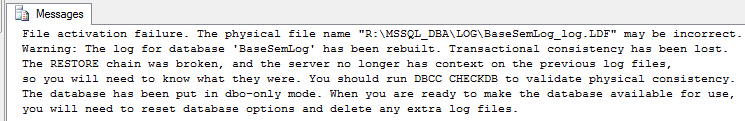 Messages
File activation failure. The physical file name "R:\MSSQL_DBA\LOG\BaseSemLog_log.LDF" may be incorrect.
Warning: The log for database 'BaseSemLog' has been rebuilt. Transactional consistency has been lost.
The RESTORE chain was broken, and the server no longer has context on the previous log files,
so you will need to know what they were. You should run DBCC CHECKDB to validate physical consistency.
The database has been put in dbo-only mode. When you are ready to make the database available for use,
you will need to reset database options and delete any extra log files.